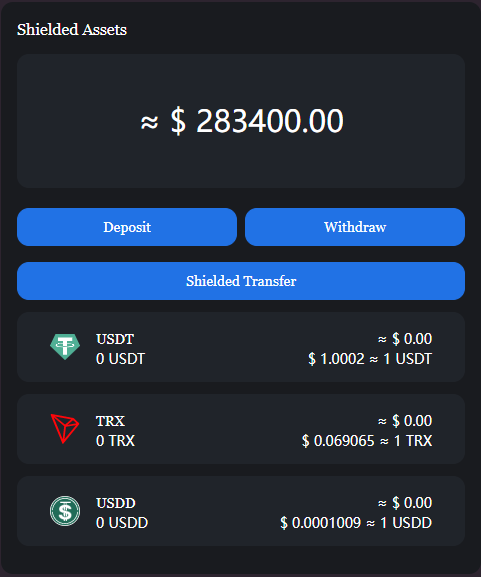 Shielded Assets
≈ $ 283400.00
Deposit
Withdraw
Shielded Transfer
USDT
≈ $ 0.00
0 USDT
$ 1.0002 ≈ 1 USDT
TRX
≈ $ 0.00
0 TRX
$ 0.069065 ≈ 1 TRX
USDD
≈ $ 0.00
0 USDD
$ 0.0001009 ≈ 1 USDD